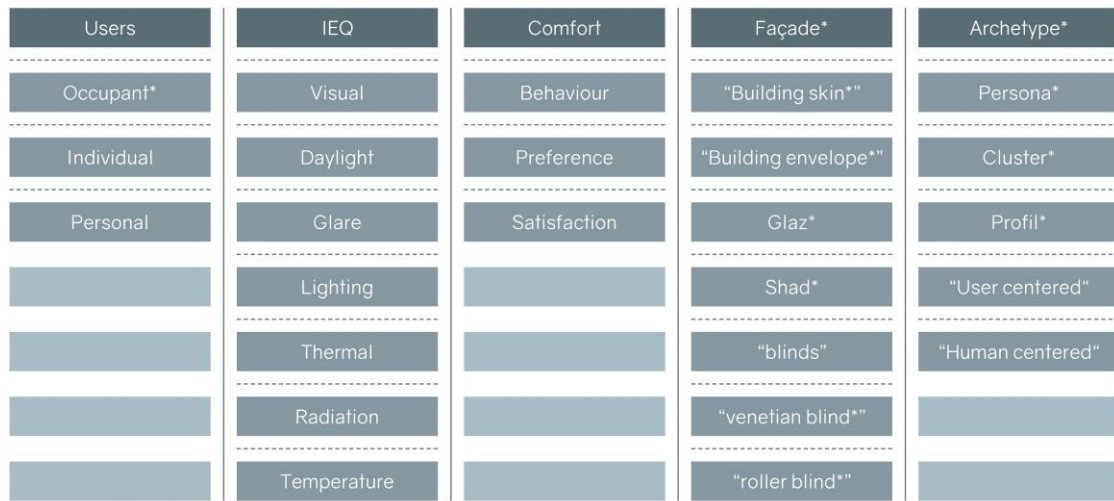 Users IEQ Comfort Façade* Archetype*
Occupant* Visual Behaviour “Building skin*” Persona*
Individual Daylight Preference “Building envelope*” Cluster*
Personal Glare Satisfaction Glaz* Profil*
Lighting Shad* “User centered“
Thermal “blinds” “Human centered“
Radiation “venetian blind*”
Temperature “roller blind*”